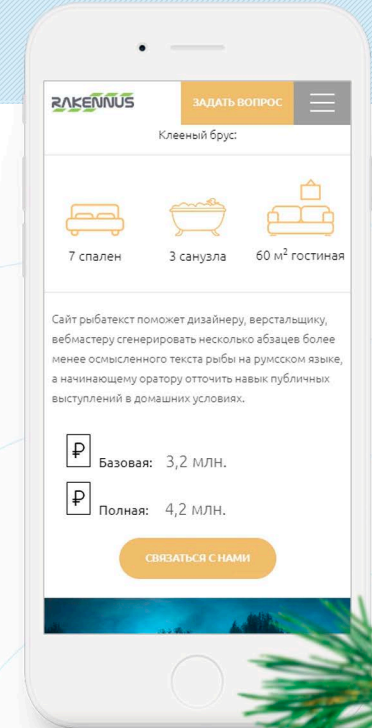 RAKENNUS
ЗАДАТЬ ВОПРОС
Клееный брус:
7 спален
3 санузла
60 м² гостиная
Сайт рыбатекст поможет дизайнеру, верстальщику,
вебмастеру сгенерировать несколько абзацев более
менее осмысленного текста рыбы на румсском языке,
а начинающему оратору отточить навык публичных
выступлений в домашних условиях.
₽ Базовая: 3,2 млн.
₽ Полная: 4,2 млн.
СВЯЗАТЬСЯ С НАМИ